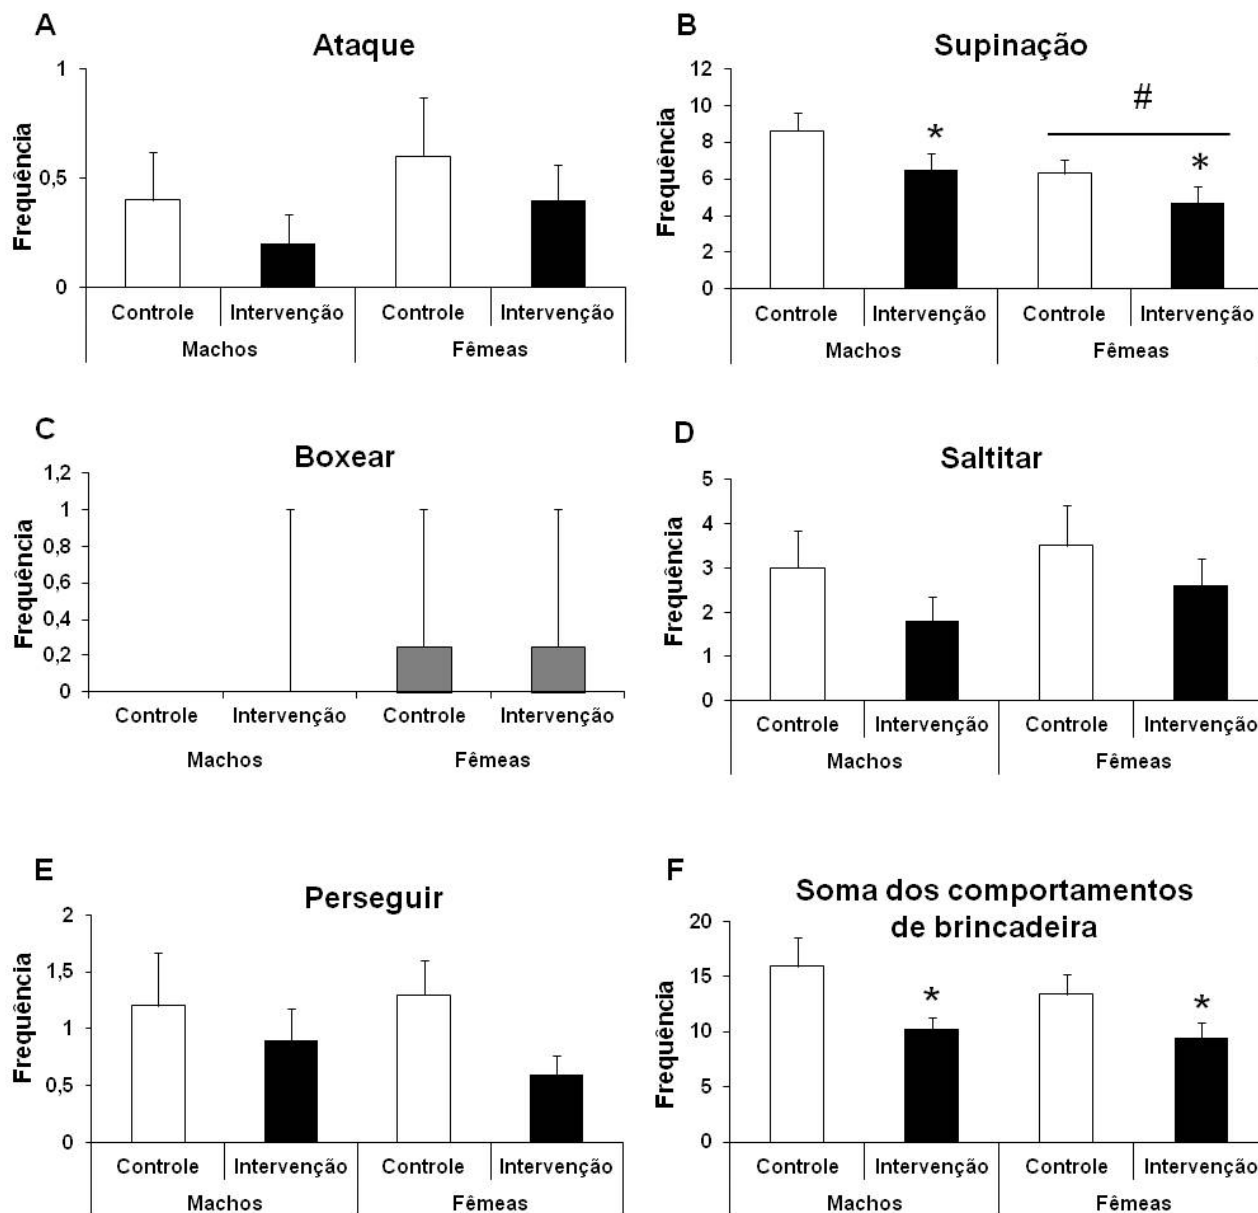 A
Ataque
Frequência
1
0,5
0
Controle Intervenção Controle Intervenção
Machos Fêmeas
B
Supinação
Frequência
12
10
8
6
4
2
0
*
#
*
Controle Intervenção Controle Intervenção
Machos Fêmeas
C
Boxear
Frequência
1,2
1
0,8
0,6
0,4
0,2
0
Controle Intervenção Controle Intervenção
Machos Fêmeas
D
Saltitar
Frequência
5
4
3
2
1
0
Controle Intervenção Controle Intervenção
Machos Fêmeas
E
Perseguir
Frequência
2
1,5
1
0,5
0
Controle Intervenção Controle Intervenção
Machos Fêmeas
F
Soma dos comportamentos
de brincadeira
Frequência
20
15
10
5
0
*
*
Controle Intervenção Controle Intervenção
Machos Fêmeas